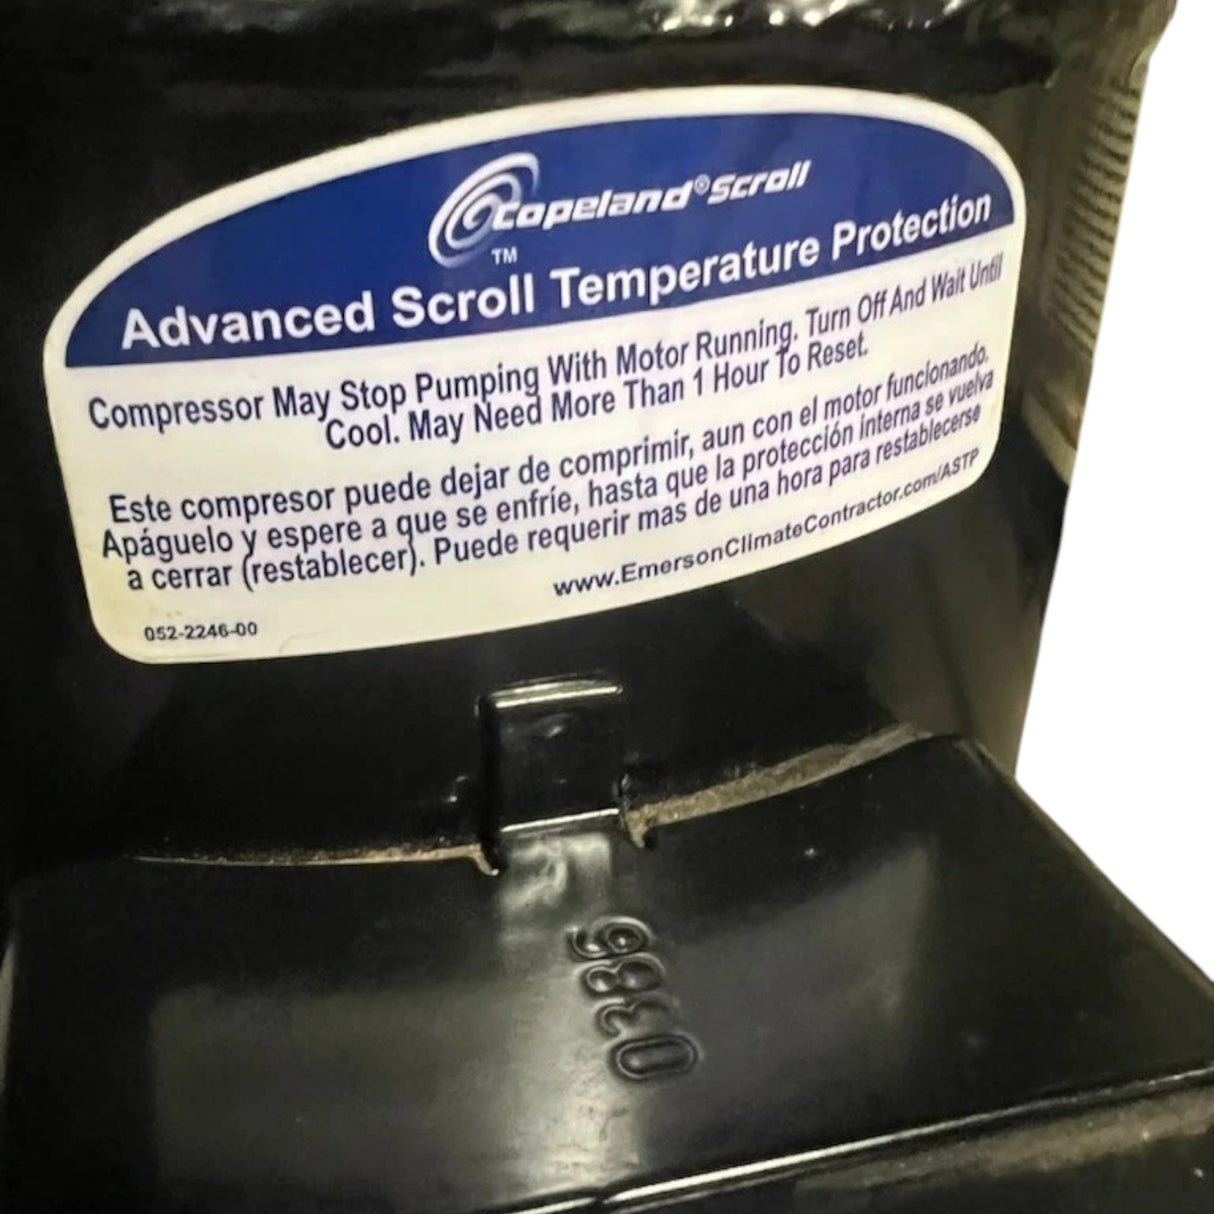 Copeland®Scroll
TM
Advanced Scroll Temperature Protection
Compressor May Stop Pumping With Motor Running. Turn Off And Wait Until
Cool. May Need More Than 1 Hour To Reset.
Este compresor puede dejar de comprimir, aun con el motor funcionando.
Apáguelo y espere a que se enfríe, hasta que la protección interna se vuelva
a cerrar (restablecer). Puede requerir mas de una hora para restablecerse
www.EmersonClimateContractor.com/ASTP
052-2246-00
0386